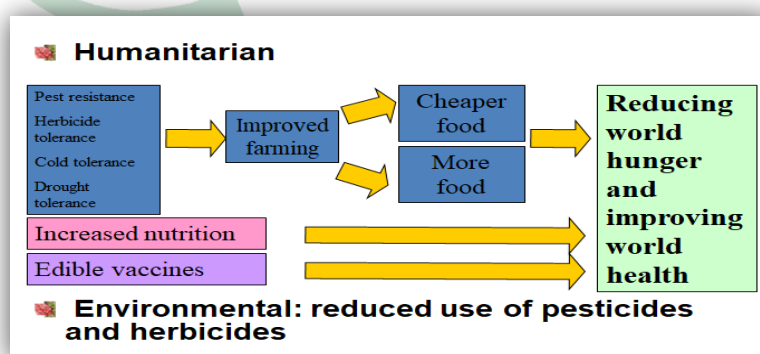 Humanitarian
Pest resistance
Herbicide
tolerance
Cold tolerance
Drought
tolerance
Improved
farming
Cheaper
food
More
food
Reducing
world
hunger
and
improving
world
health
Increased nutrition
Edible vaccines
Environmental: reduced use of pesticides
and herbicides